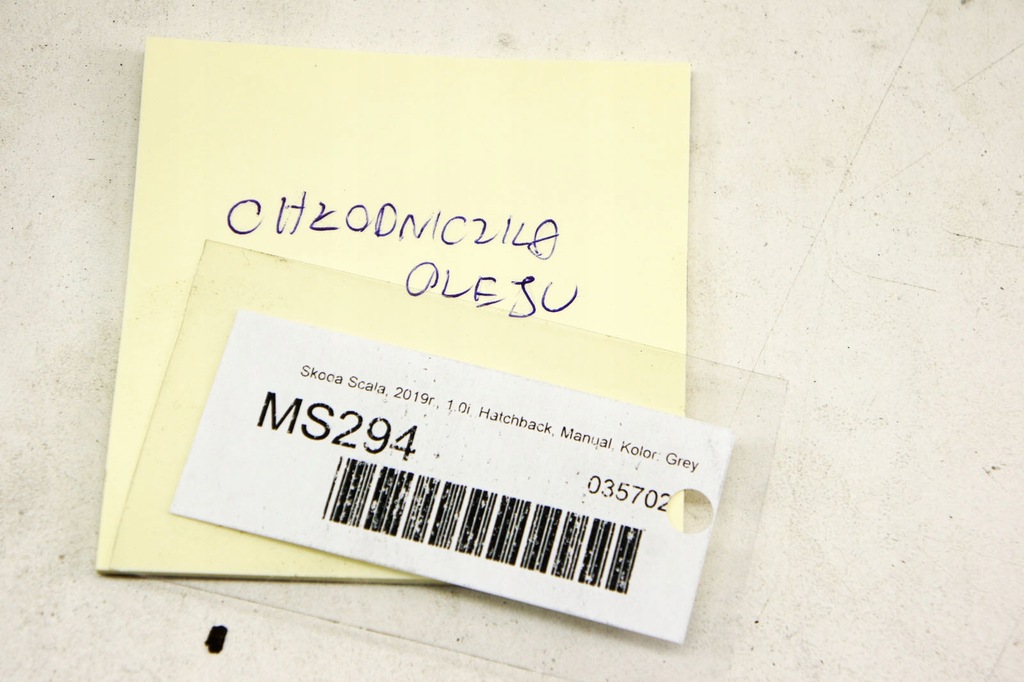 CHŁODNICZKA
OLEJU
Skoda Scala, 2019r., 1.0i, Hatchback, Manual, Kolor: Grey
MS294
035702